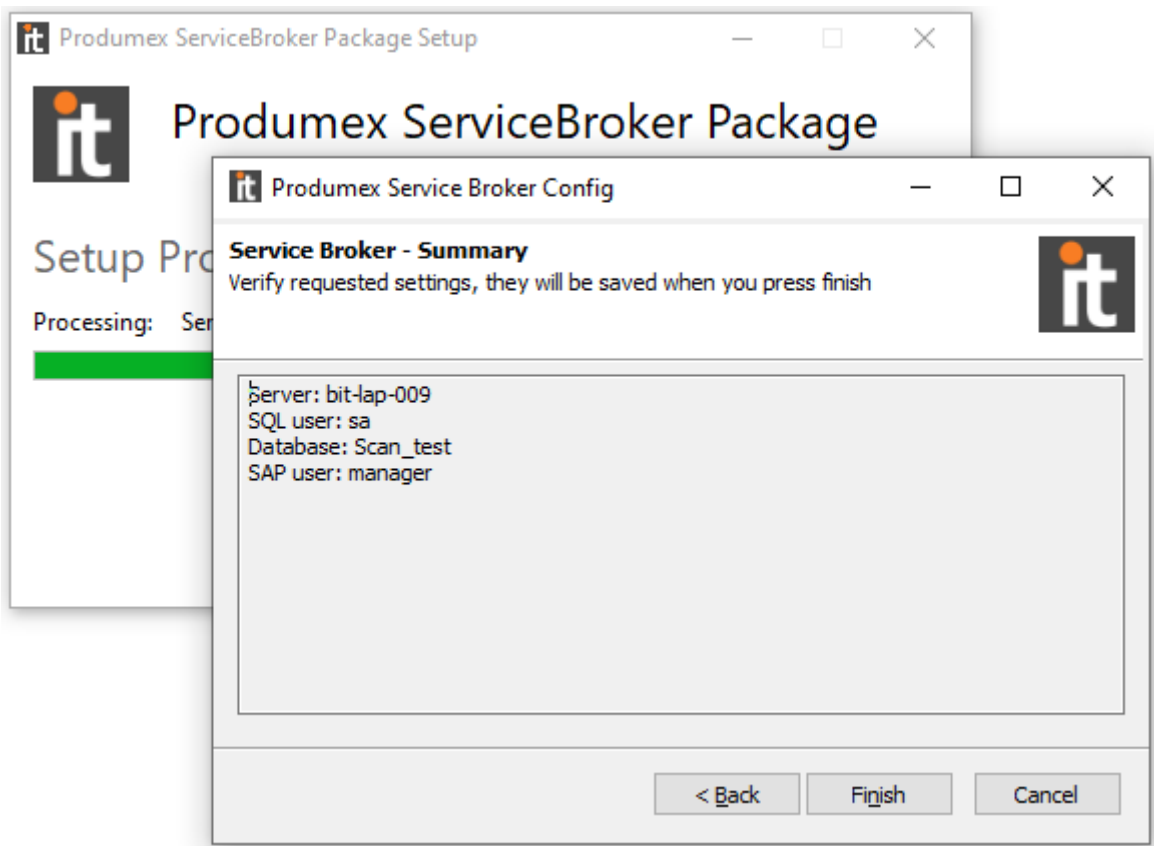 it Produmex ServiceBroker Package Setup
it Produmex ServiceBroker Package
Setup Pro
Processing: Ser
it Produmex Service Broker Config
Service Broker - Summary
Verify requested settings, they will be saved when you press finish
it
Server: bit-lap-009
SQL user: sa
Database: Scan_test
SAP user: manager
< Back Finish Cancel